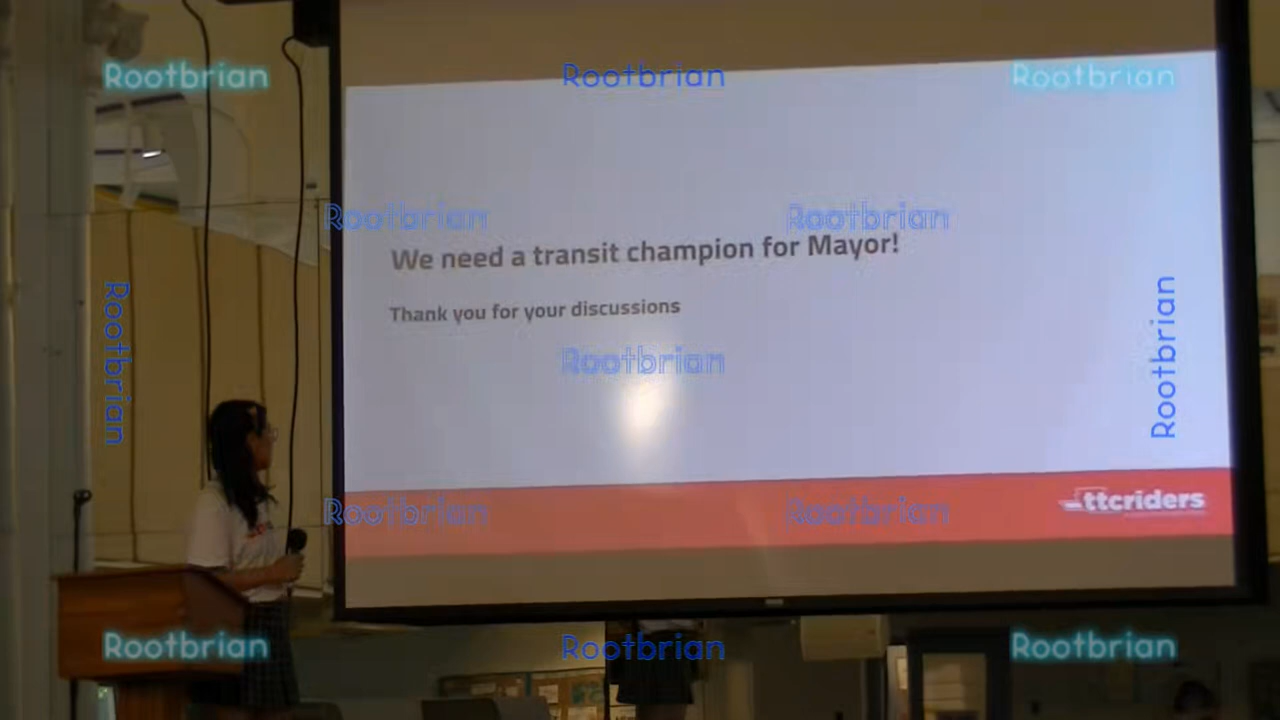 Rootbrian Rootbrian Rootbrian
Rootbrian Rootbrian
We need a transit champion for Mayor!
Thank you for your discussions
Rootbrian
Rootbrian
Rootbrian
Rootbrian Rootbrian
ttcriders
Rootbrian Rootbrian Rootbrian